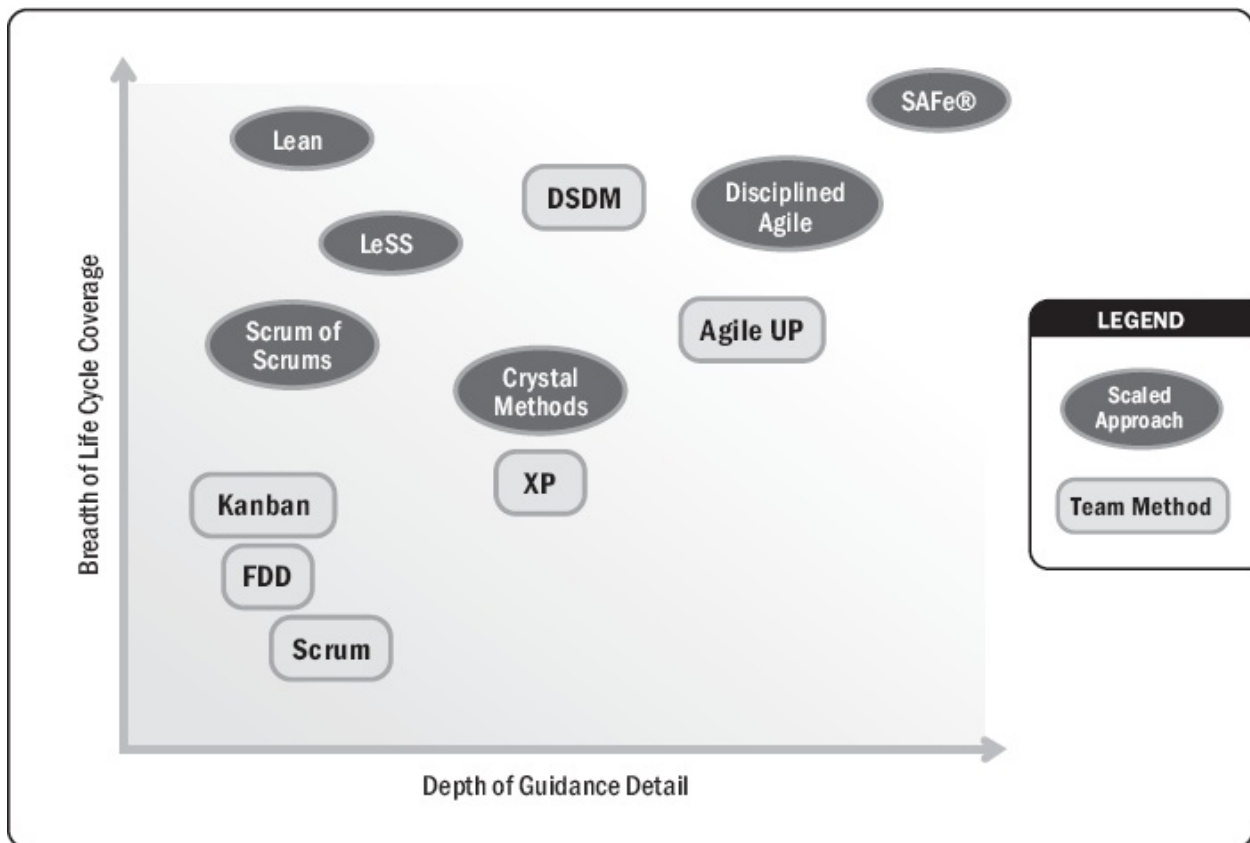 SAFe®
Lean
DSDM
Disciplined
Agile
LeSS
Agile UP
Scrum of
Scrums
Crystal
Methods
XP
Kanban
FDD
Scrum
Breadth of Life Cycle Coverage
Depth of Guidance Detail
LEGEND
Scaled
Approach
Team Method